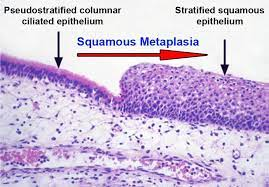 Pseudostratified columnar
ciliated epithelium
Stratified squamous
epithelium
Squamous Metaplasia